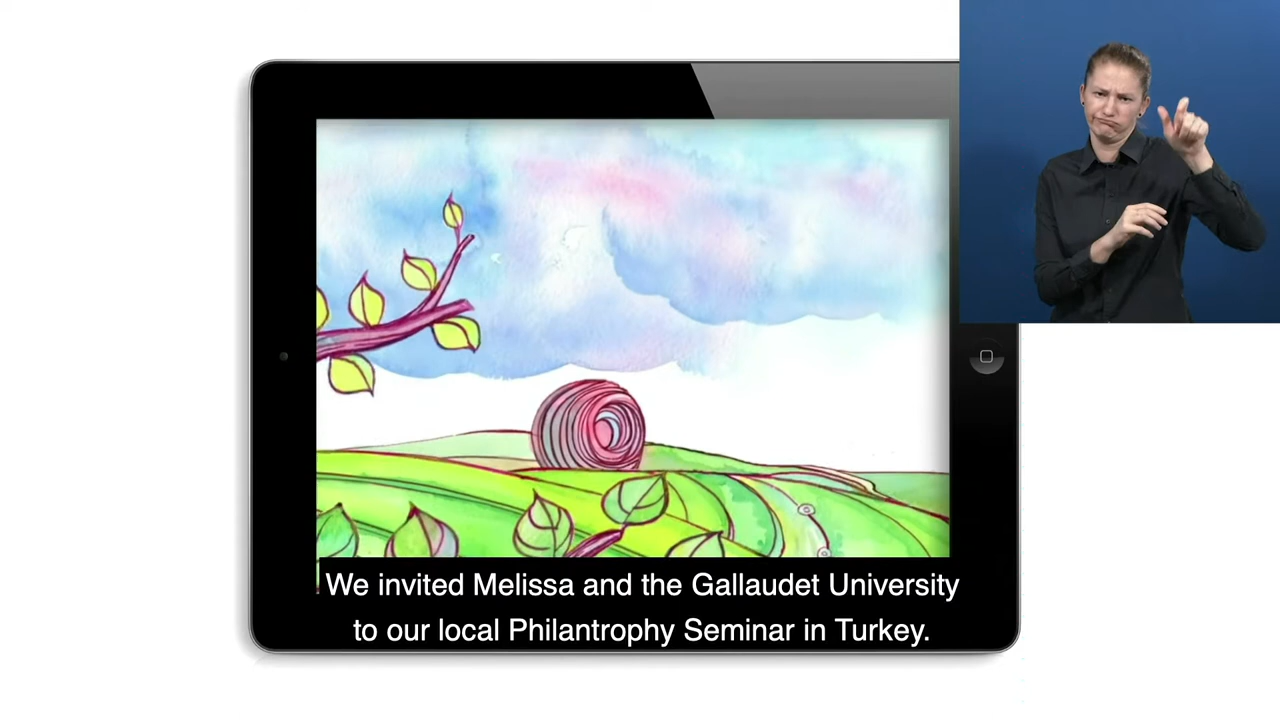 We invited Melissa and the Gallaudet University
to our local Philantrophy Seminar in Turkey.